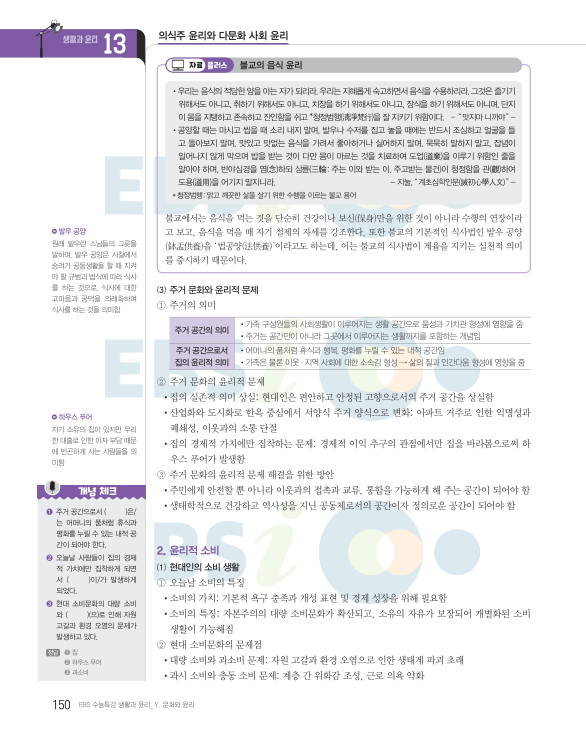 생활과 윤리 13
의식주 윤리와 다문화 사회 윤리
자료 플러스 불교의 음식 윤리
• 우리는 음식의 적당한 양을 아는 자가 되리라. 우리는 지혜롭게 숙고하면서 음식을 수용하리라. 그것은 즐기기
위해서도 아니고, 취하기 위해서도 아니고, 치장을 하기 위해서도 아니고, 장식을 하기 위해서도 아니며, 단지
이 몸을 지탱하고 존속하고 잔인함을 쉬고 *청정범행(淸淨梵行)을 잘 지키기 위함이다. - “맛지마 니까야” -
• 공양할 때는 마시고 씹을 때 소리 내지 말며, 발우나 수저를 집고 놓을 때에는 반드시 조심하고 얼굴을 들
고 돌아보지 말며, 맛있고 맛없는 음식을 가려서 좋아하거나 싫어하지 말며, 묵묵히 말하지 말고, 잡념이
일어나지 않게 막으며 밥을 받는 것이 다만 몸이 마르는 것을 치료하여 도업(道業)을 이루기 위함인 줄을
알아야 하며, 반야심경을 염(念)하되 삼륜(三輪: 주는 이와 받는 이, 주고받는 물건)이 청정함을 관(觀)하여
도용(道用)을 어기지 말지니라. - 지눌, “계초심학인문(誡初心學人文)” -
* 청정범행: 맑고 깨끗한 삶을 살기 위한 수행을 이르는 불교 용어
불교에서는 음식을 먹는 것을 단순히 건강이나 보신(保身)만을 위한 것이 아니라 수행의 연장이라
고 보고, 음식을 먹을 때 자기 절제의 자세를 강조한다. 또한 불교의 기본적인 식사법인 발우 공양
(鉢盂供養)을 ‘법공양(法供養)’이라고도 하는데, 이는 불교의 식사법이 계율을 지키는 실천적 의미
를 중시하기 때문이다.
발우 공양
원래 발우란 스님들의 그릇을
말하며, 발우 공양은 사찰에서
승려가 공동생활을 할 때 지켜
야 할 규범과 법식에 따라 식사
를 하는 것으로, 식사에 대한
고마움과 공덕을 의례화하며
식사를 하는 것을 의미함
(3) 주거 문화와 윤리적 문제
① 주거의 의미
주거 공간의 의미
• 가족 구성원들의 사회생활이 이루어지는 생활 공간으로 품성과 가치관 형성에 영향을 줌
• 주거는 공간만이 아니라 그곳에서 이루어지는 생활까지를 포함하는 개념임
주거 공간으로서
집의 윤리적 의미
• 어머니의 품처럼 휴식과 행복, 평화를 누릴 수 있는 내적 공간임
• 가족은 물론 이웃 · 지역 사회에 대한 소속감 형성 → 삶의 질과 인간다움 형성에 영향을 줌
② 주거 문화의 윤리적 문제
• 집의 실존적 의미 상실: 현대인은 편안하고 안정된 고향으로서의 주거 공간을 상실함
• 산업화와 도시화로 한옥 중심에서 서양식 주거 양식으로 변화: 아파트 거주로 인한 익명성과
폐쇄성, 이웃과의 소통 단절
• 집의 경제적 가치에만 집착하는 문제: 경제적 이익 추구의 관점에서만 집을 바라봄으로써 하
우스 푸어가 발생함
③ 주거 문화의 윤리적 문제 해결을 위한 방안
• 주민에게 안전할 뿐 아니라 이웃과의 접촉과 교류, 통합을 가능하게 해 주는 공간이 되어야 함
• 생태학적으로 건강하고 역사성을 지닌 공동체로서의 공간이자 정의로운 공간이 되어야 함
하우스 푸어
자기 소유의 집이 있지만 무리
한 대출로 인한 이자 부담 때문
에 빈곤하게 사는 사람들을 의
미함
개념 체크
❶ 주거 공간으로서 ( )은/
는 어머니의 품처럼 휴식과
평화를 누릴 수 있는 내적 공
간이 되어야 한다.
❷ 오늘날 사람들이 집의 경제
적 가치에만 집착하게 되면
서 ( )이/가 발생하게
되었다.
❸ 현대 소비문화의 대량 소비
와 ( )(으)로 인해 자원
고갈과 환경 오염의 문제가
발생하고 있다.
정답 ❶ 집
❷ 하우스 푸어
❸ 과소비
2. 윤리적 소비
(1) 현대인의 소비 생활
① 오늘날 소비의 특징
• 소비의 가치: 기본적 욕구 충족과 개성 표현 및 경제 성장을 위해 필요함
• 소비의 특징: 자본주의의 대량 소비문화가 확산되고, 소유의 자유가 보장되어 개별화된 소비
생활이 가능해짐
② 현대 소비문화의 문제점
• 대량 소비와 과소비 문제: 자원 고갈과 환경 오염으로 인한 생태계 파괴 초래
• 과시 소비와 충동 소비 문제: 계층 간 위화감 조성, 근로 의욕 약화
150 EBS 수능특강 생활과 윤리_ Ⅴ. 문화와 윤리
EBSi
EBSi
EBSi